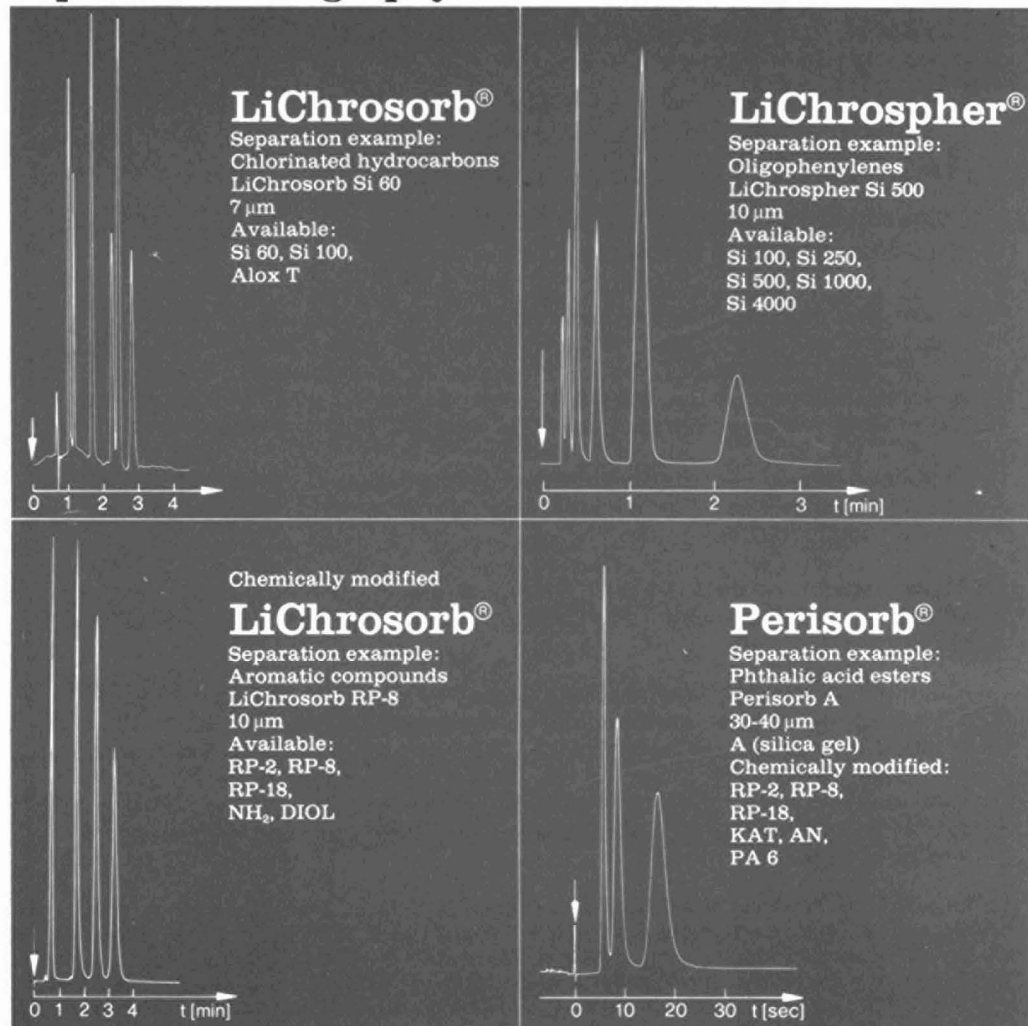 LiChrosorb®
Separation example:
Chlorinated hydrocarbons
LiChrosorb Si 60
7 μm
Available:
Si 60, Si 100,
Alox T
0 1 2 3 4
LiChrospher®
Separation example:
Oligophenylenes
LiChrospher Si 500
10 μm
Available:
Si 100, Si 250,
Si 500, Si 1000,
Si 4000
0 1 2 3 t [min]
Chemically modified
LiChrosorb®
Separation example:
Aromatic compounds
LiChrosorb RP-8
10 μm
Available:
RP-2, RP-8,
RP-18,
NH₂, DIOL
0 1 2 3 4 t [min]
Perisorb®
Separation example:
Phthalic acid esters
Perisorb A
30-40 μm
A (silica gel)
Chemically modified:
RP-2, RP-8,
RP-18,
KAT, AN,
PA 6
0 10 20 30 t [sec]